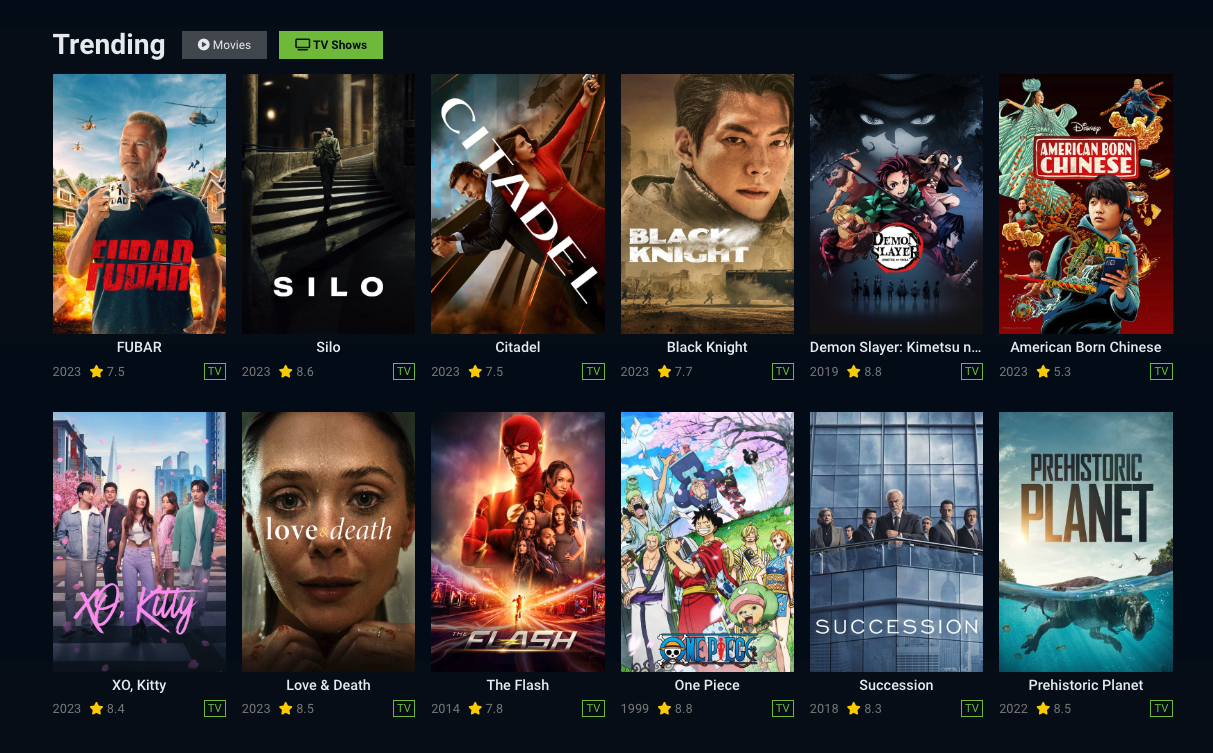 Trending
Movies
TV Shows
DAD
FUBAR
FUBAR
SILO
CITADEL
BLACK
KNIGHT
DEMON
SLAYER
Disney
AMERICAN BORN
CHINESE
FUBAR
Silo
Citadel
Black Knight
Demon Slayer: Kimetsu n...
American Born Chinese
2023 7.5 TV
2023 8.6 TV
2023 7.5 TV
2023 7.7 TV
2019 8.8 TV
2023 5.3 TV
XO, Kitty
love & death
THE FLASH
ONE PIECE
SUCCESSION
PREHISTORIC
PLANET
XO, Kitty
Love & Death
The Flash
One Piece
Succession
Prehistoric Planet
2023 8.4 TV
2023 8.5 TV
2014 7.8 TV
1999 8.8 TV
2018 8.3 TV
2022 8.5 TV